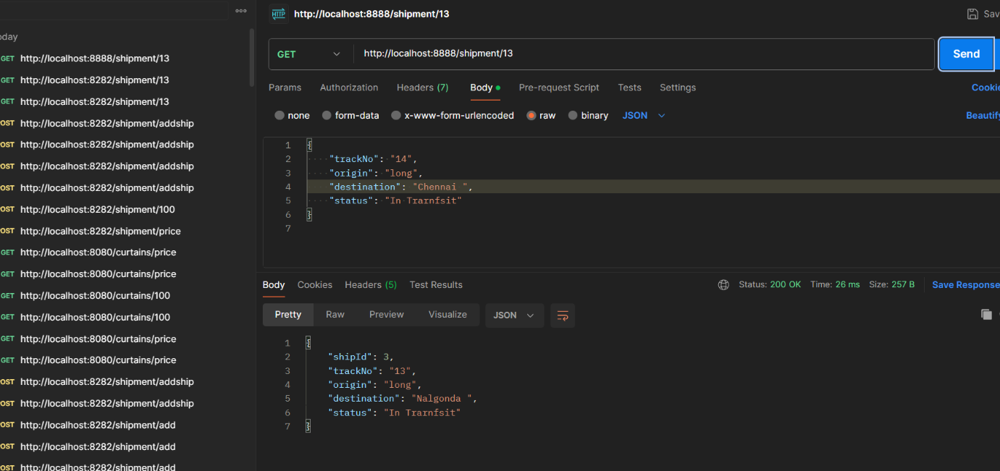 ooo
oday
GET http://localhost:8888/shipment/13
GET http://localhost:8282/shipment/13
GET http://localhost:8282/shipment/13
OST http://localhost:8282/shipment/addship
OST http://localhost:8282/shipment/addship
OST http://localhost:8282/shipment/addship
OST http://localhost:8282/shipment/addship
OST http://localhost:8282/shipment/100
OST http://localhost:8282/shipment/price
GET http://localhost:8080/curtains/price
GET http://localhost:8080/curtains/price
GET http://localhost:8080/curtains/100
GET http://localhost:8080/curtains/100
GET http://localhost:8080/curtains/price
GET http://localhost:8080/curtains/price
OST http://localhost:8282/shipment/addship
OST http://localhost:8282/shipment/addship
OST http://localhost:8282/shipment/add
OST http://localhost:8282/shipment/add
OST http://localhost:8282/shipment/add
HTTP http://localhost:8888/shipment/13 Sav
GET http://localhost:8888/shipment/13 Send
Params Authorization Headers (7) Body Pre-request Script Tests Settings Cookie
none form-data x-www-form-urlencoded raw binary JSON Beautify
1 {
2 "trackNo": "14",
3 "origin": "long",
4 "destination": "Chennai ",
5 "status": "In Trarnfsit"
6 }
7
Body Cookies Headers (5) Test Results Status: 200 OK Time: 26 ms Size: 257 B Save Response
Pretty Raw Preview Visualize JSON
1 {
2 "shipId": 3,
3 "trackNo": "13",
4 "origin": "long",
5 "destination": "Nalgonda ",
6 "status": "In Trarnfsit"
7 }